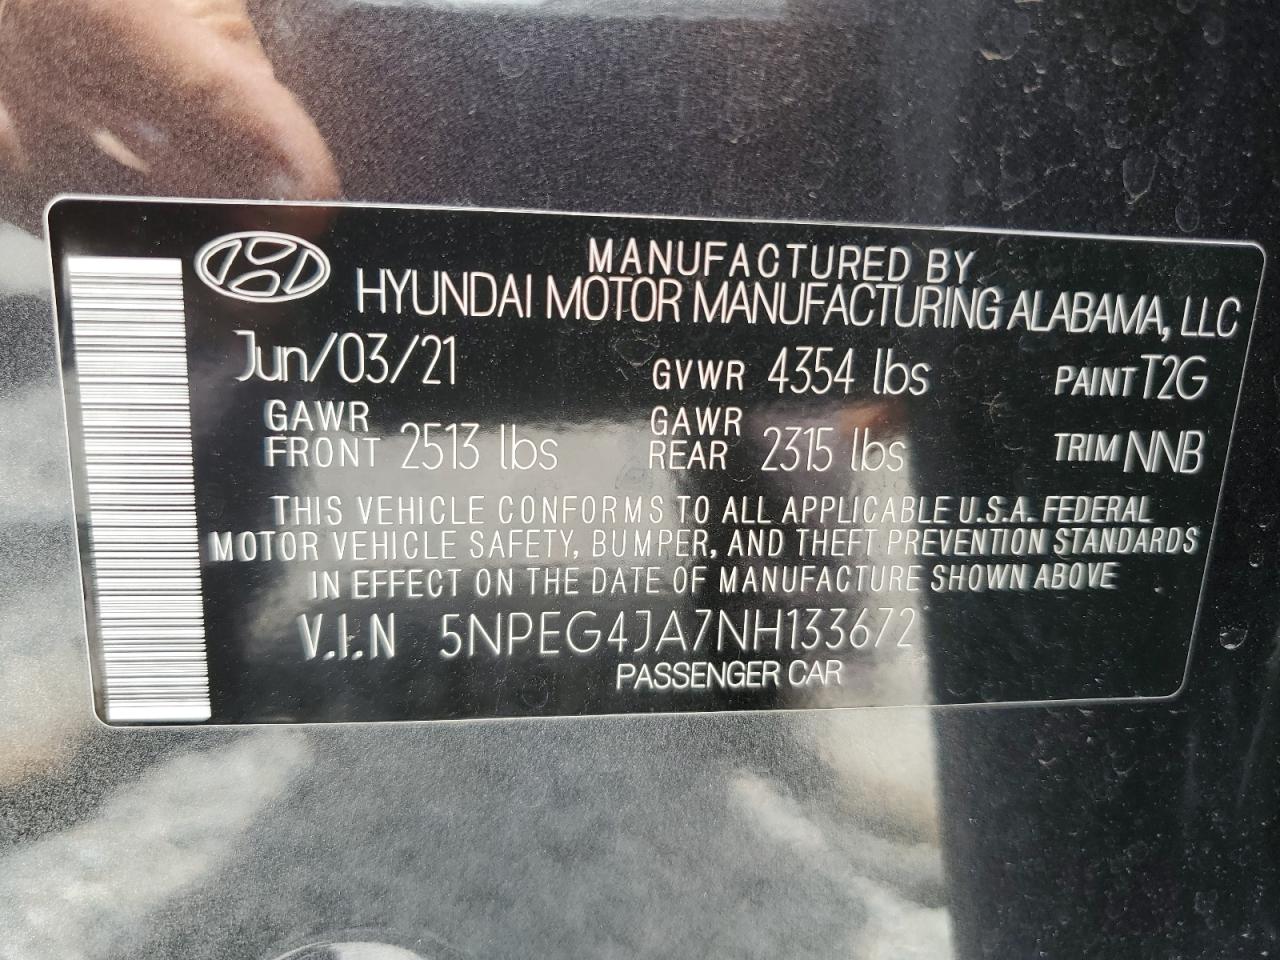 MANUFACTURED BY
HYUNDAI MOTOR MANUFACTURING ALABAMA, LLC
Jun/03/21 GVWR 4354 lbs PAINT T2G
GAWR FRONT 2513 lbs GAWR REAR 2315 lbs TRIM NNB
THIS VEHICLE CONFORMS TO ALL APPLICABLE U.S.A. FEDERAL
MOTOR VEHICLE SAFETY, BUMPER, AND THEFT PREVENTION STANDARDS
IN EFFECT ON THE DATE OF MANUFACTURE SHOWN ABOVE
V.I.N 5NPEG4JA7NH133672
PASSENGER CAR